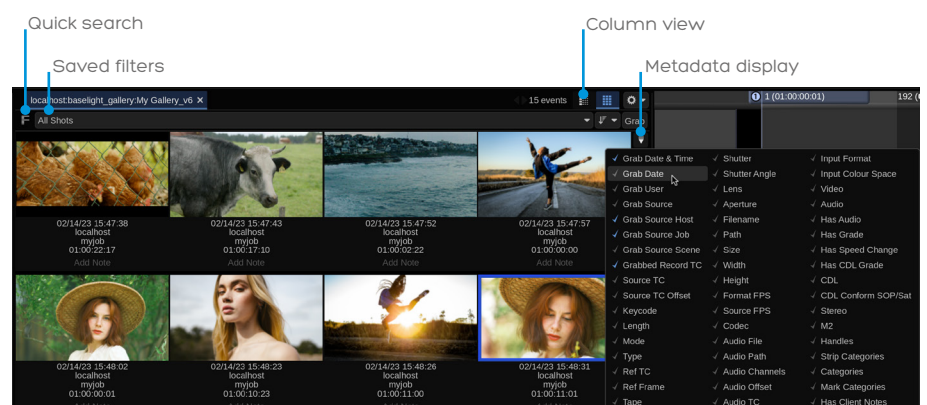 Quick search
Column view
Saved filters
Metadata display
localhost:baselight_gallery:My Gallery_v6
15 events
1 (01:00:00:01)
192 (
F
All Shots
Grab
02/14/23 15:47:38
localhost
myjob
01:00:22:17
Add Note
02/14/23 15:47:43
localhost
myjob
01:00:17:10
Add Note
02/14/23 15:47:52
localhost
myjob
01:00:02:22
Add Note
02/14/23 15:47:57
localhost
myjob
01:00:00:00
Add Note
02/14/23 15:48:02
localhost
myjob
01:00:00:01
02/14/23 15:48:23
localhost
myjob
01:00:10:23
02/14/23 15:48:26
localhost
myjob
01:00:11:00
02/14/23 15:48:31
localhost
myjob
01:00:11:01
Grab Date & Time
Grab Date
Grab User
Grab Source
Grab Source Host
Grab Source Job
Grab Source Scene
Grabbed Record TC
Source TC
Source TC Offset
Keycode
Length
Mode
Type
Ref TC
Ref Frame
Tape
Shutter
Shutter Angle
Lens
Aperture
Filename
Path
Size
Width
Height
Format FPS
Source FPS
Codec
Audio File
Audio Path
Audio Channels
Audio Offset
Audio TC
Input Format
Input Colour Space
Video
Audio
Has Audio
Has Grade
Has Speed Change
Has CDL Grade
CDL
CDL Conform SOP/Sat
Stereo
M2
Handles
Strip Categories
Categories
Mark Categories
Has Client Notes